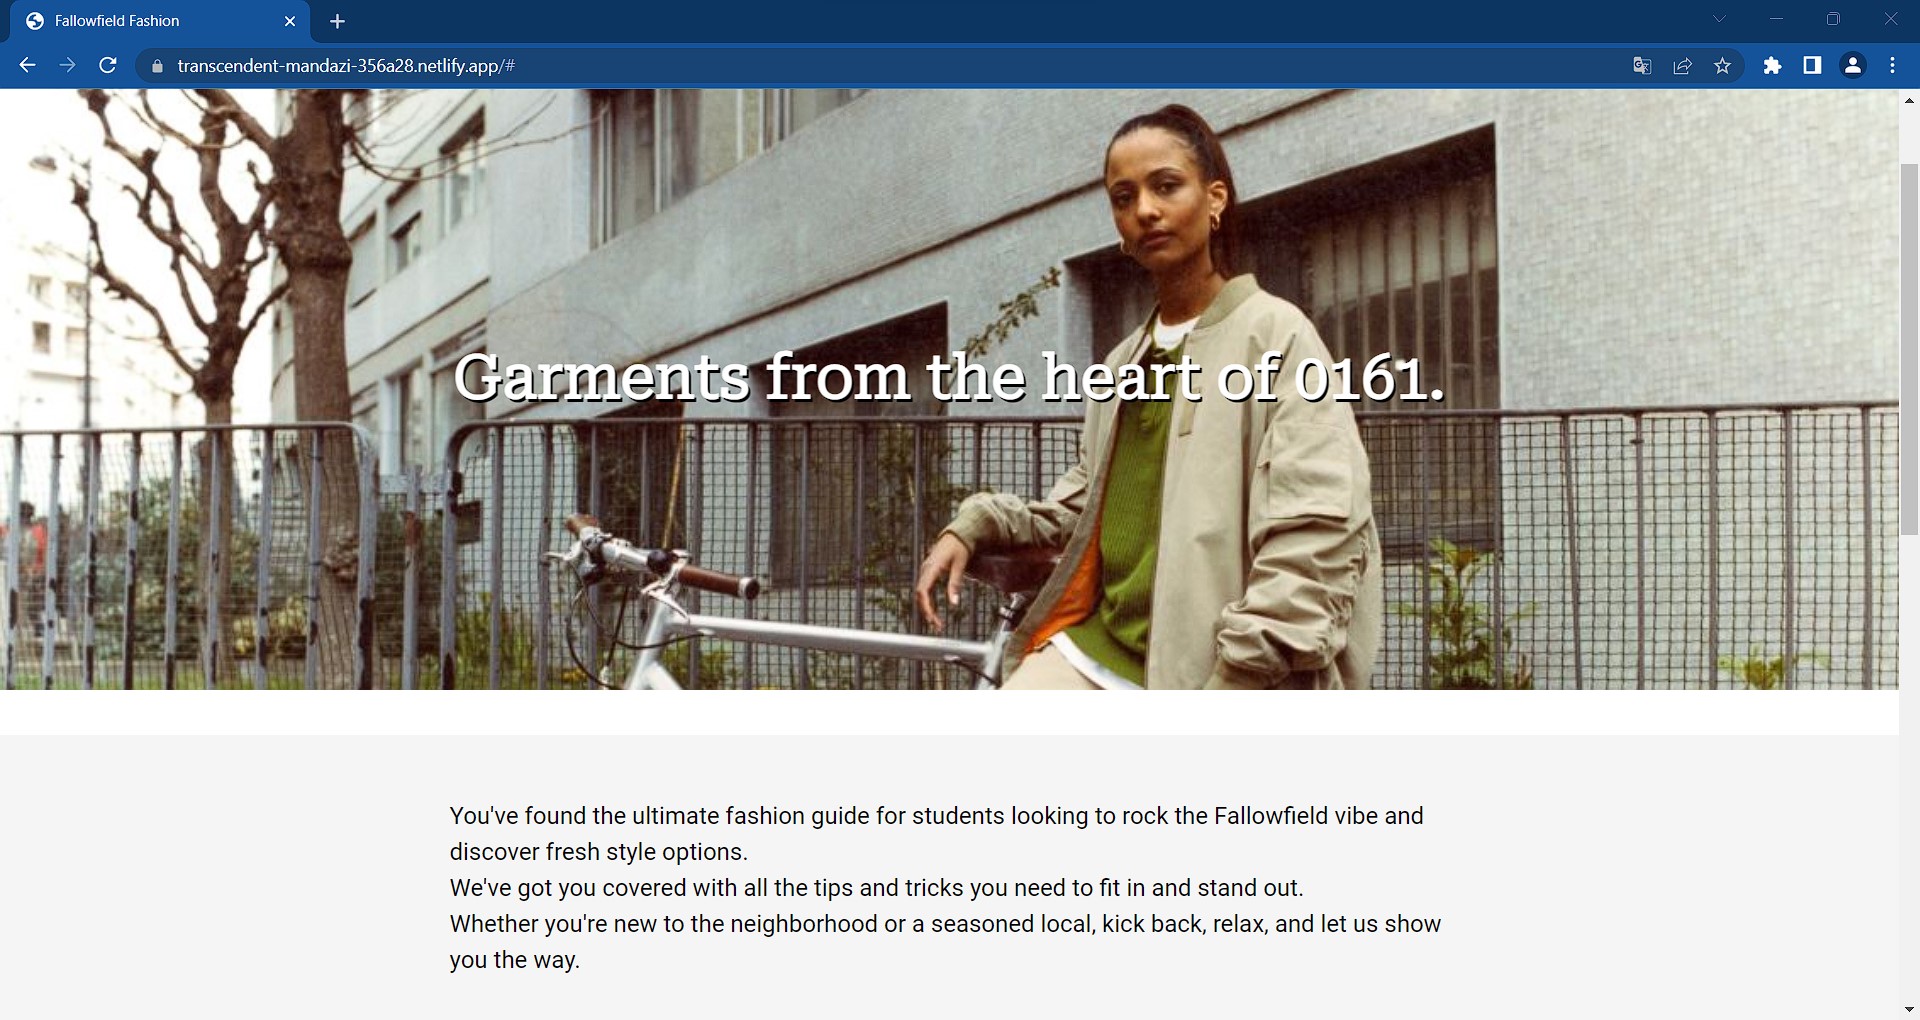 Fallowfield Fashion
transcendent-mandazi-356a28.netlify.app/#
Garments from the heart of 0161.
You've found the ultimate fashion guide for students looking to rock the Fallowfield vibe and
discover fresh style options.
We've got you covered with all the tips and tricks you need to fit in and stand out.
Whether you're new to the neighborhood or a seasoned local, kick back, relax, and let us show
you the way.